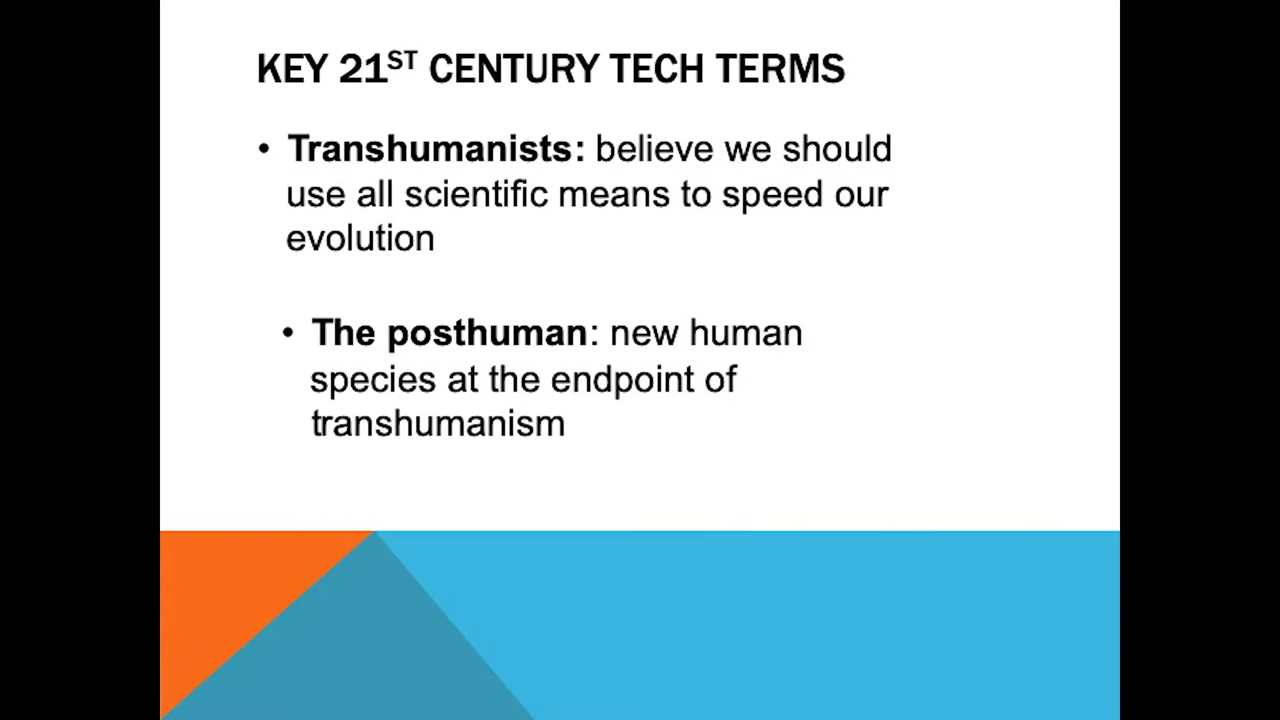 KEY 21ST CENTURY TECH TERMS
• Transhumanists: believe we should
use all scientific means to speed our
evolution
• The posthuman: new human
species at the endpoint of
transhumanism